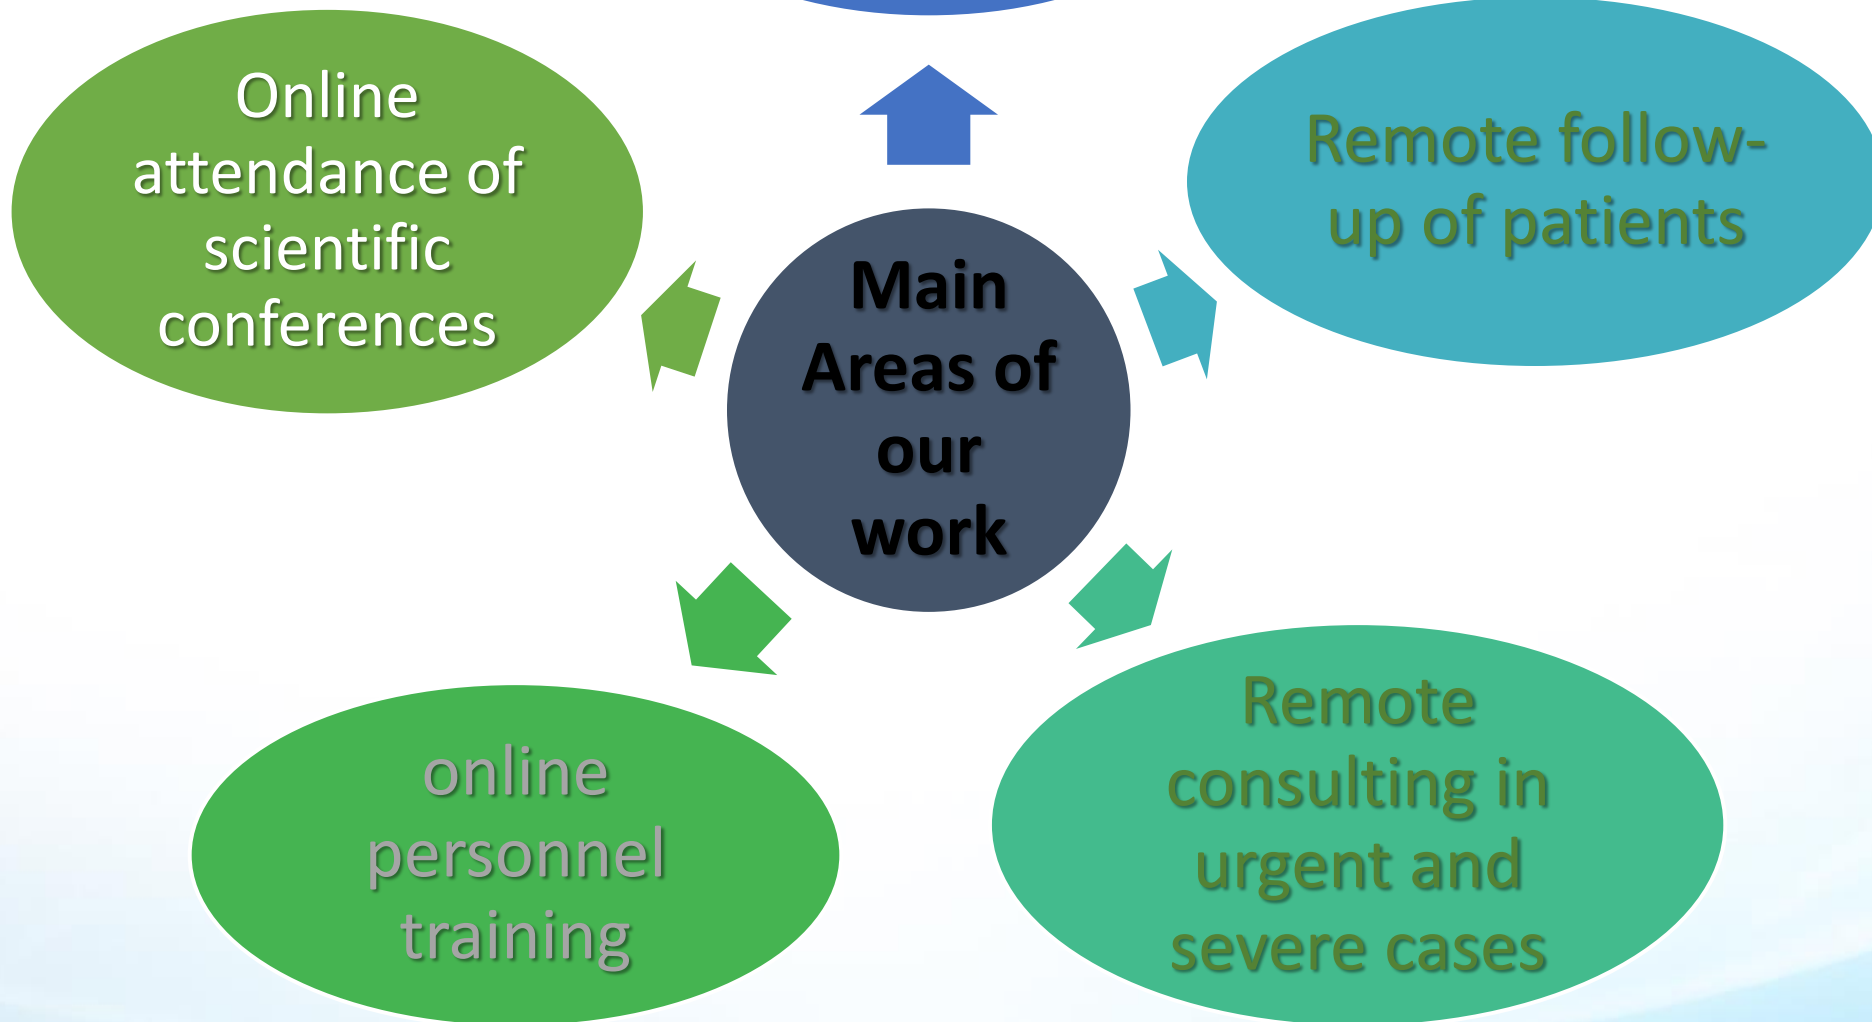 Online
attendance of
scientific
conferences
Remote follow-
up of patients
Main
Areas of
our
work
online
personnel
training
Remote
consulting in
urgent and
severe cases